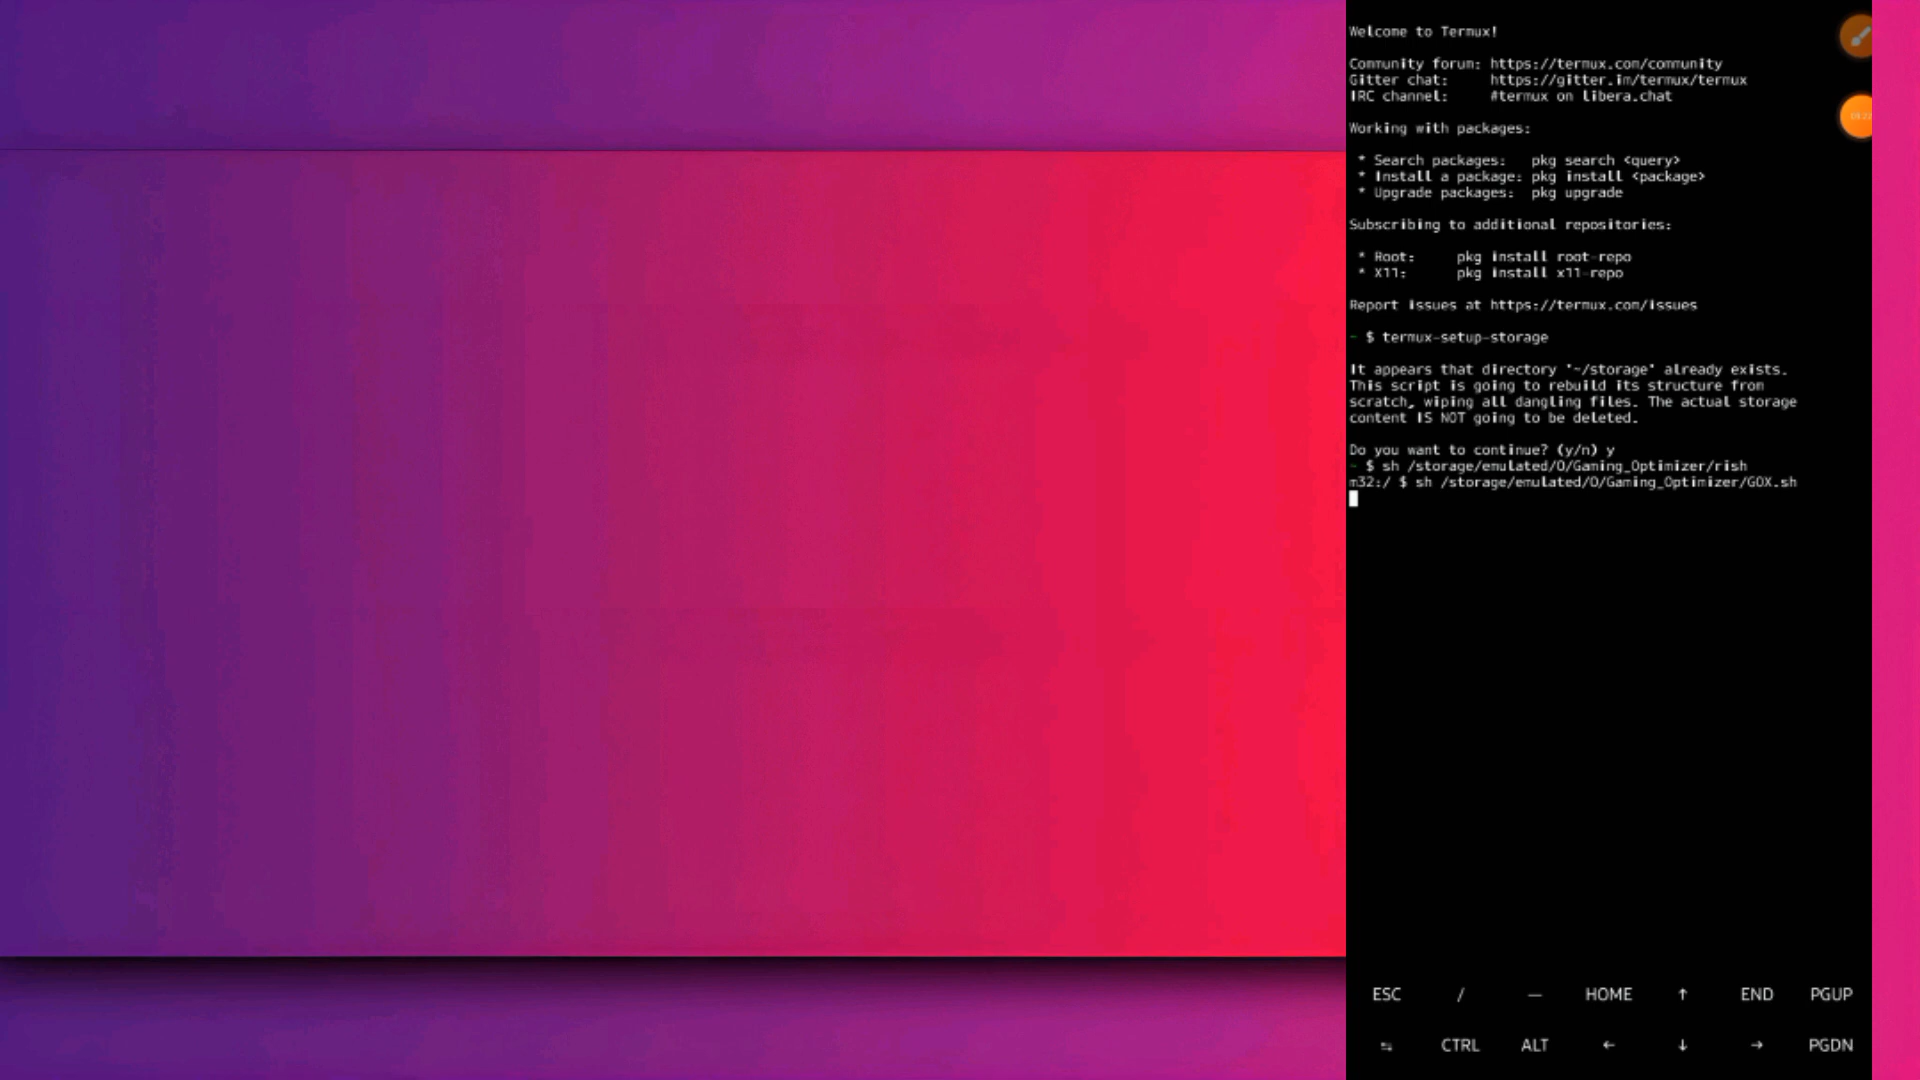 Welcome to Termux!
Community forum: https://termux.com/community
Gitter chat: https://gitter.im/termux/termux
IRC channel: #termux on libera.chat
Working with packages:
* Search packages: pkg search <query>
* Install a package: pkg install <package>
* Upgrade packages: pkg upgrade
Subscribing to additional repositories:
* Root: pkg install root-repo
* X11: pkg install x11-repo
Report issues at https://termux.com/issues
~ $ termux-setup-storage
It appears that directory '~/storage' already exists.
This script is going to rebuild its structure from
scratch, wiping all dangling files. The actual storage
content IS NOT going to be deleted.
Do you want to continue? (y/n) y
~ $ sh /storage/emulated/0/Gaming_Optimizer/rish
m32:/ $ sh /storage/emulated/0/Gaming_Optimizer/GOX.sh
ESC / — HOME ↑ END PGUP
⇆ CTRL ALT ← ↓ → PGDN